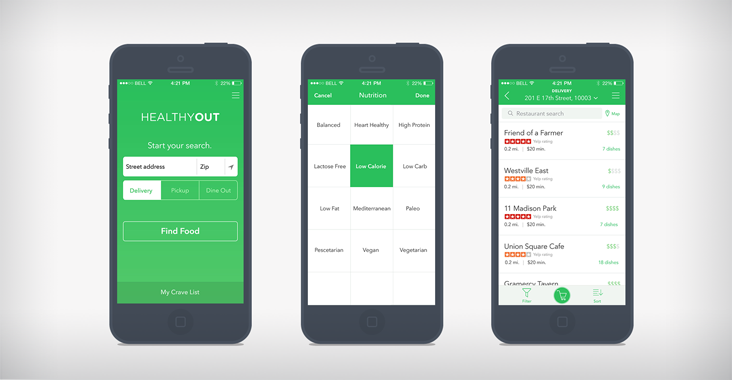 BELL 4:21 PM 22%
HEALTHYOUT
Start your search.
Street address Zip
Delivery Pickup Dine Out
Find Food
My Crave List
BELL 4:21 PM 22%
Cancel Nutrition Done
Balanced Heart Healthy High Protein
Lactose Free Low Calorie Low Carb
Low Fat Mediterranean Paleo
Pescetarian Vegan Vegetarian
BELL 4:21 PM 22%
DELIVERY
201 E 17th Street, 10003
Restaurant search Map
Friend of a Farmer $$$$
Yelp rating
0.2 mi. | $20 min. 7 dishes
Westville East $$$$
Yelp rating
0.2 mi. | $20 min. 9 dishes
11 Madison Park $$$$
Yelp rating
0.2 mi. | $20 min. 7 dishes
Union Square Cafe $$$$
Yelp rating
0.2 mi. | $20 min. 18 dishes
Gramercy Tavern
Filter Sort